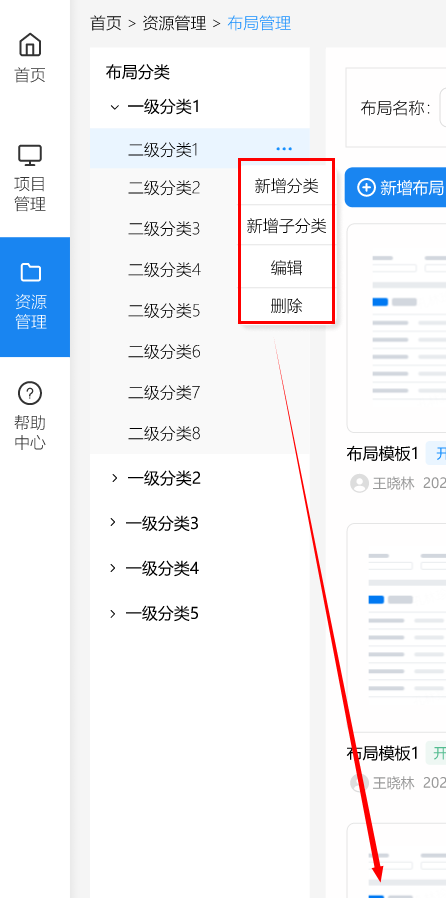 首页 > 资源管理 > 布局管理
首页
项目
管理
资源
管理
帮助
中心
布局分类
一级分类1
二级分类1
二级分类2
二级分类3
二级分类4
二级分类5
二级分类6
二级分类7
二级分类8
一级分类2
一级分类3
一级分类4
一级分类5
新增分类
新增子分类
编辑
删除
布局名称:
新增布局
布局模板1 开
王晓林 202
布局模板1 开
王晓林 202